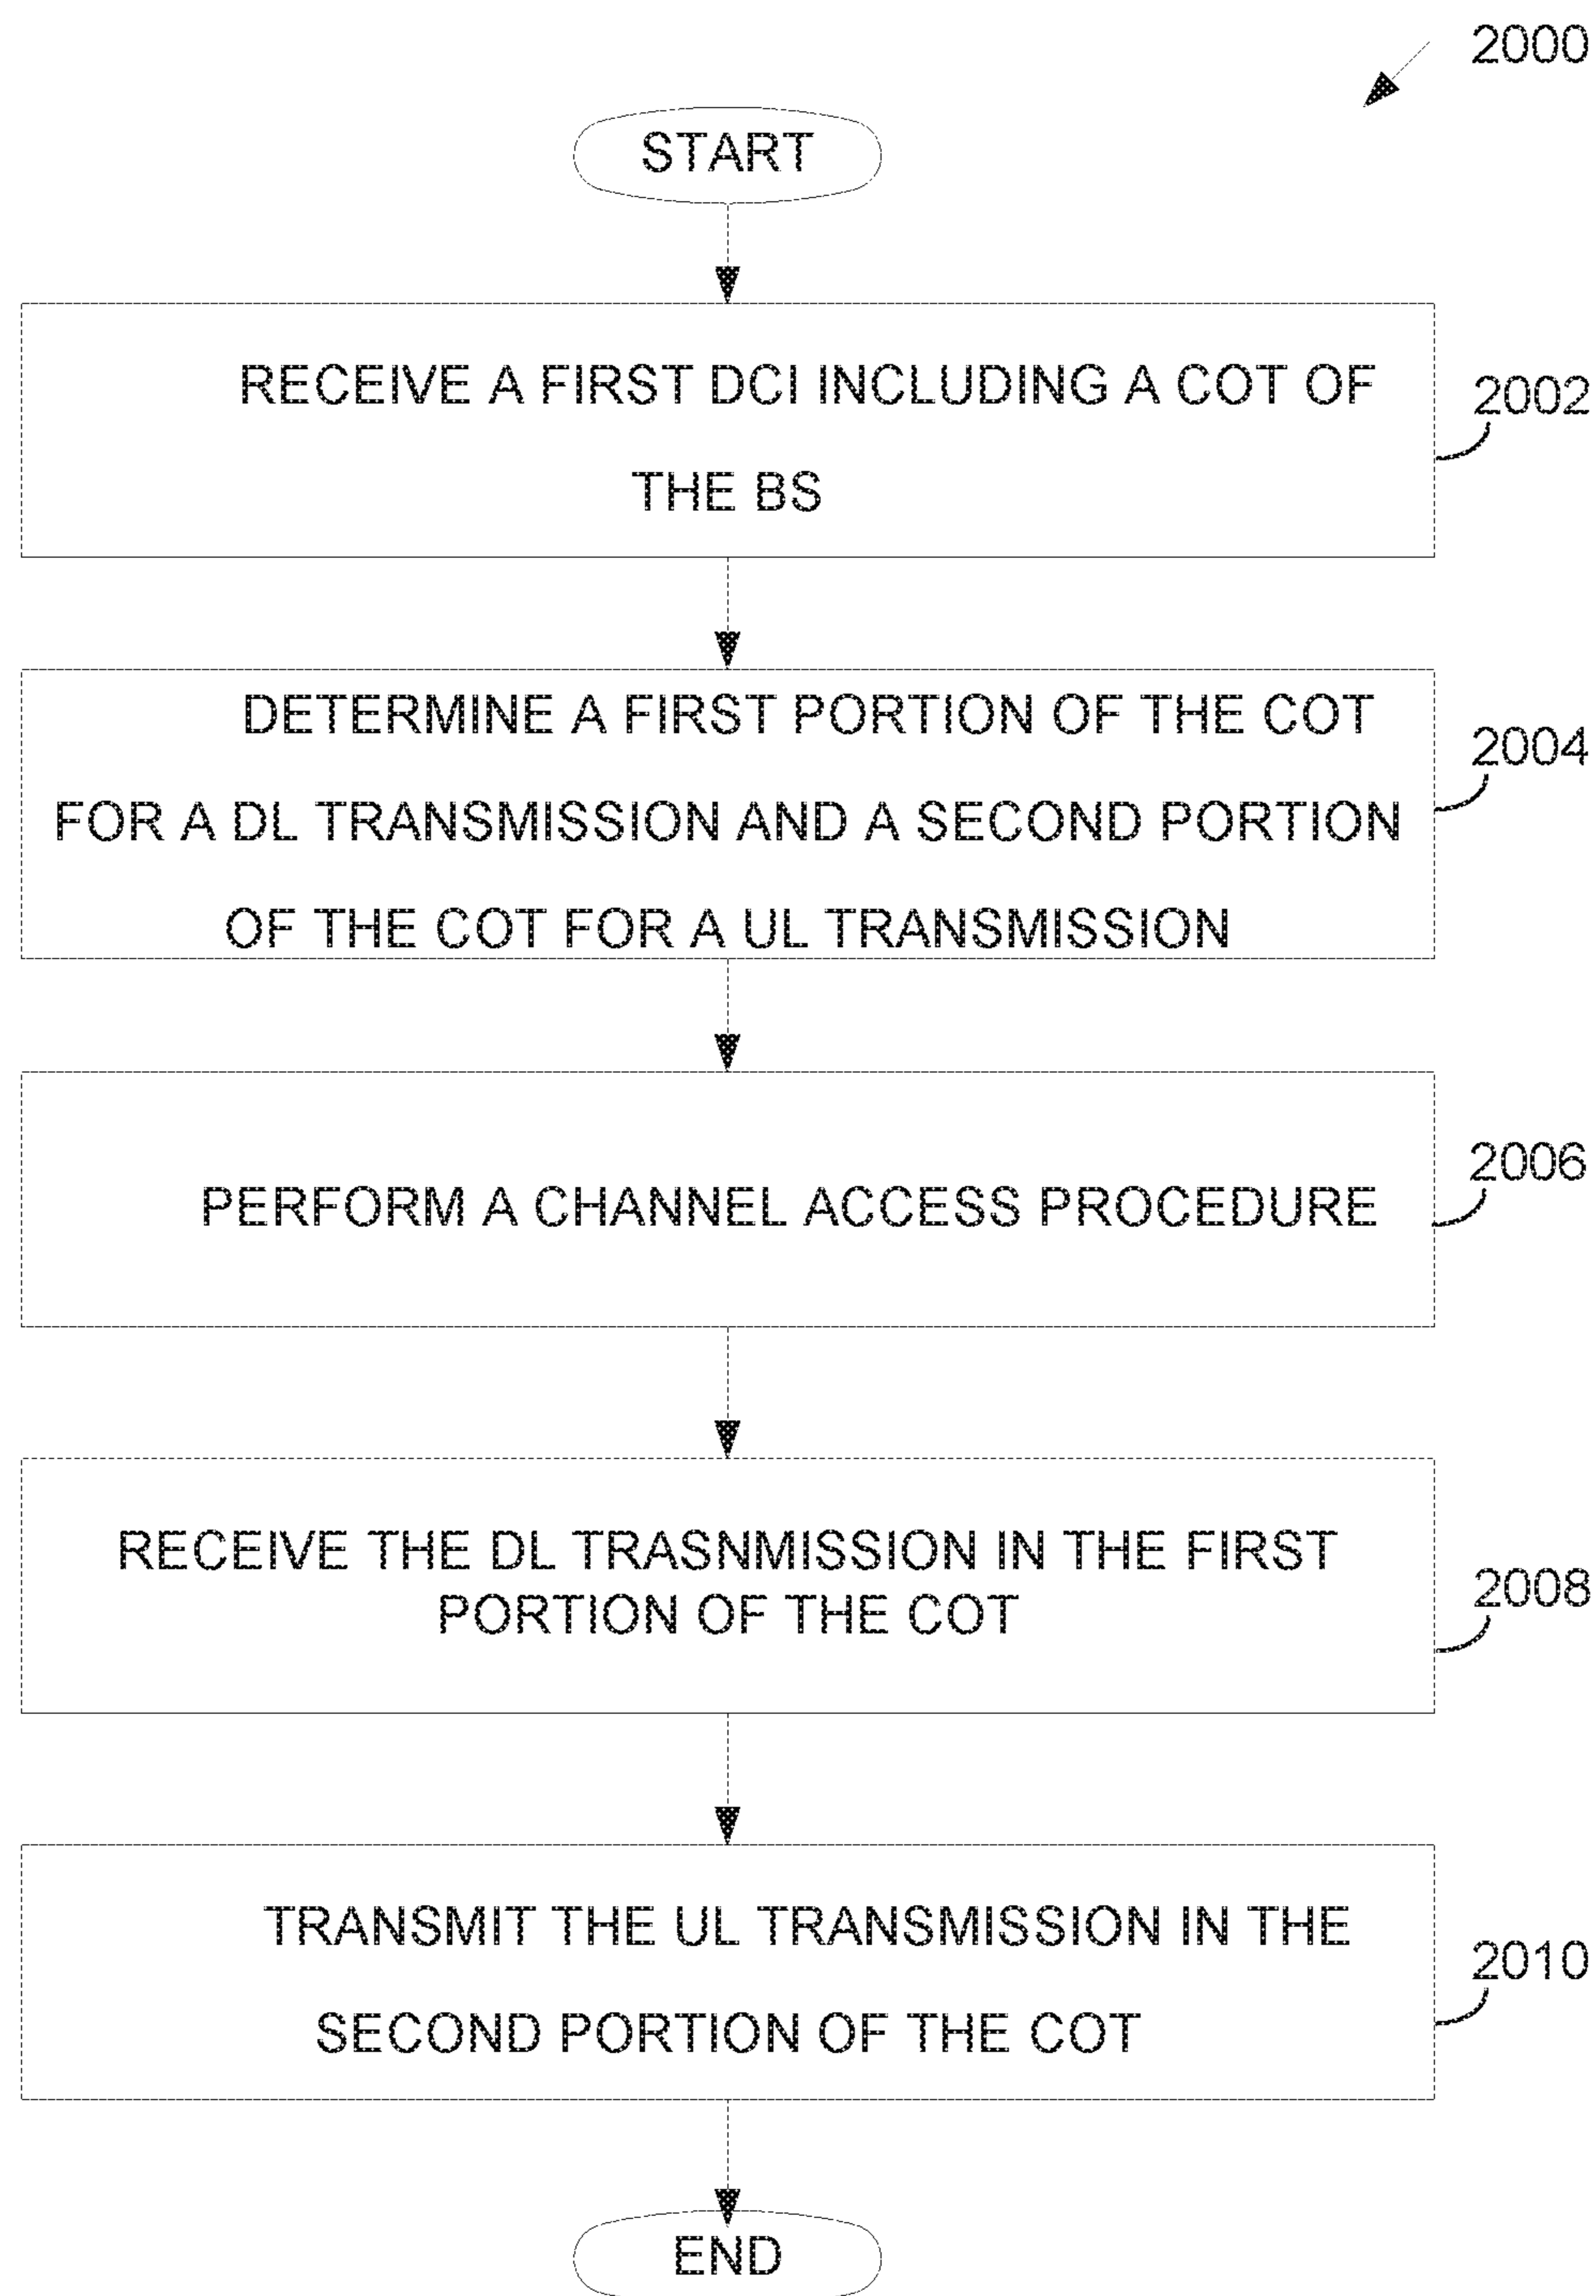 2000
START
RECEIVE A FIRST DCI INCLUDING A COT OF
THE BS
2002
DETERMINE A FIRST PORTION OF THE COT
FOR A DL TRANSMISSION AND A SECOND PORTION
OF THE COT FOR A UL TRANSMISSION
2004
PERFORM A CHANNEL ACCESS PROCEDURE
2006
RECEIVE THE DL TRASNMISSION IN THE FIRST
PORTION OF THE COT
2008
TRANSMIT THE UL TRANSMISSION IN THE
SECOND PORTION OF THE COT
2010
END